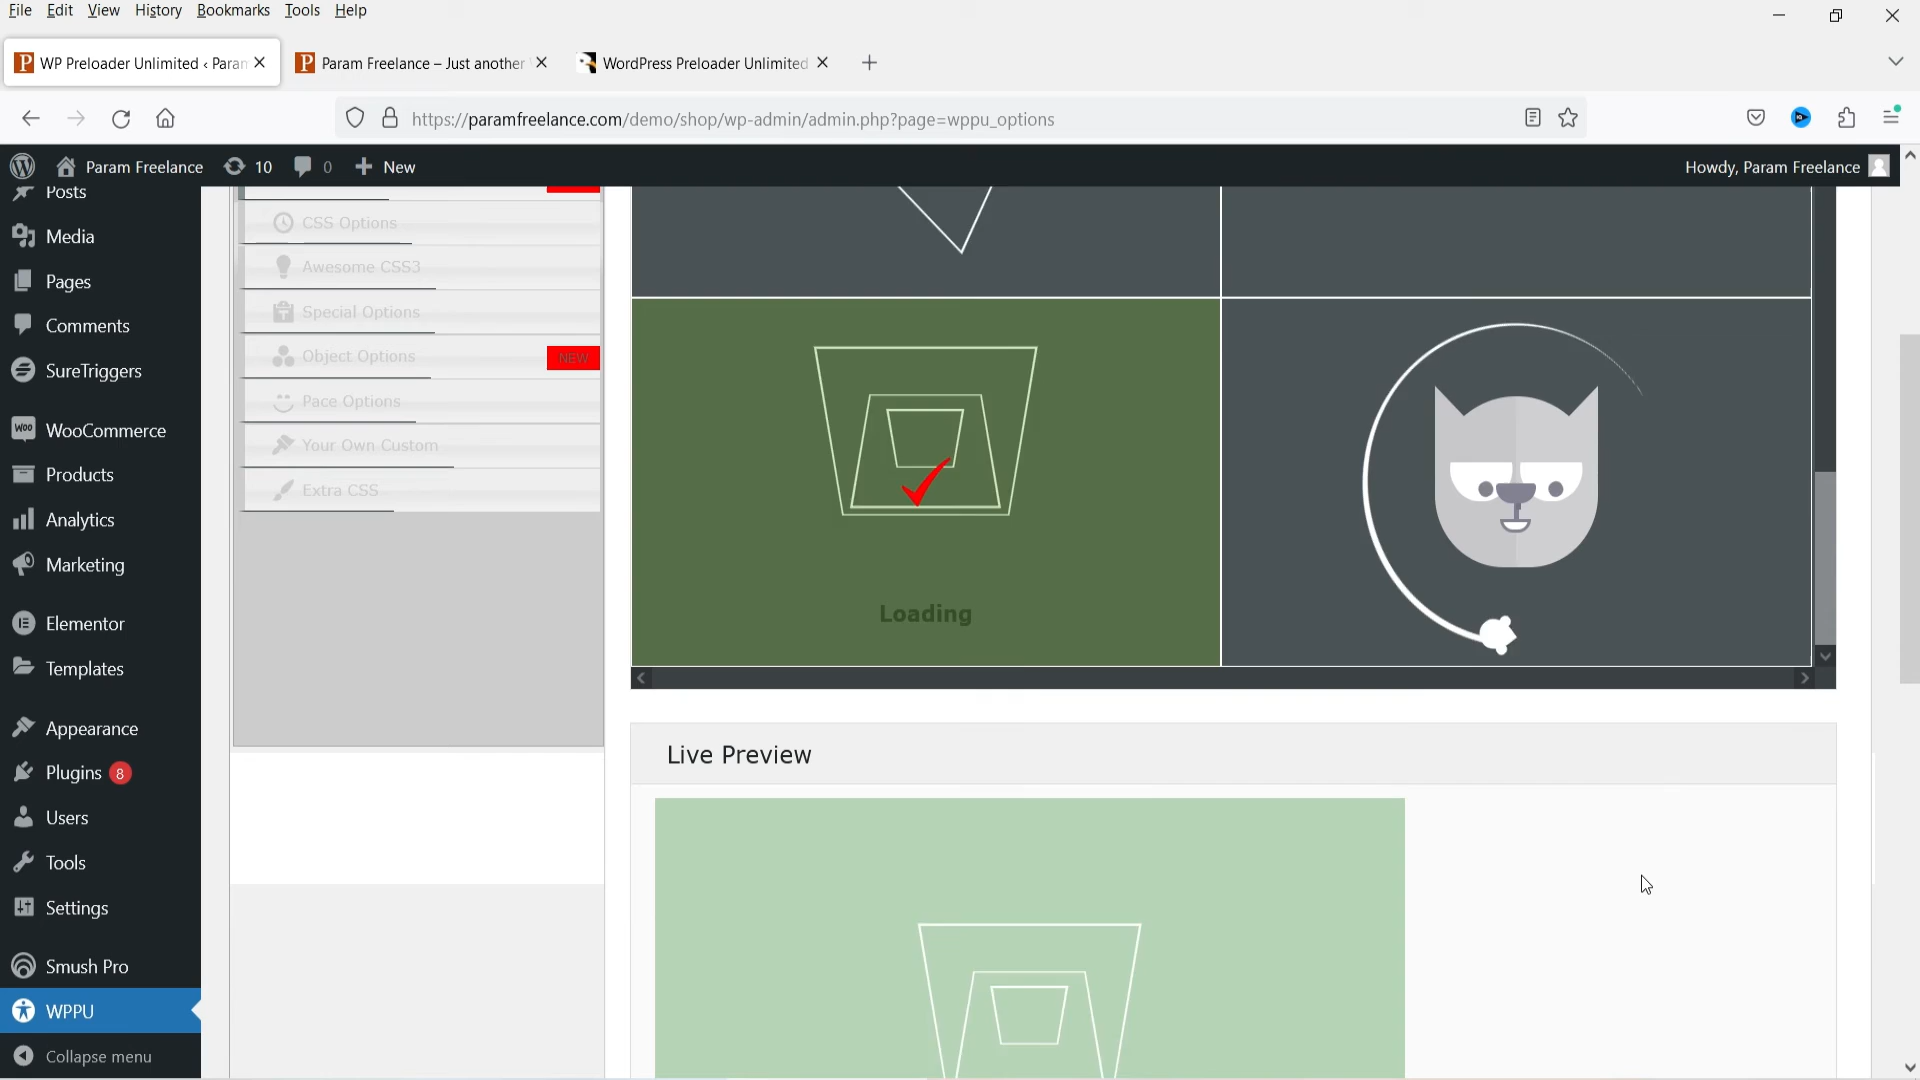 File Edit View History Bookmarks Tools Help
WP Preloader Unlimited ‹ Param
Param Freelance – Just another
WordPress Preloader Unlimited
https://paramfreelance.com/demo/shop/wp-admin/admin.php?page=wppu_options
Param Freelance 10 0 New
Howdy, Param Freelance
Posts
Media
Pages
Comments
SureTriggers
WooCommerce
Products
Analytics
Marketing
Elementor
Templates
Appearance
Plugins 8
Users
Tools
Settings
Smush Pro
WPPU
Collapse menu
CSS Options
Awesome CSS3
Special Options
Object Options NEW
Pace Options
Your Own Custom
Extra CSS
Loading
Live Preview